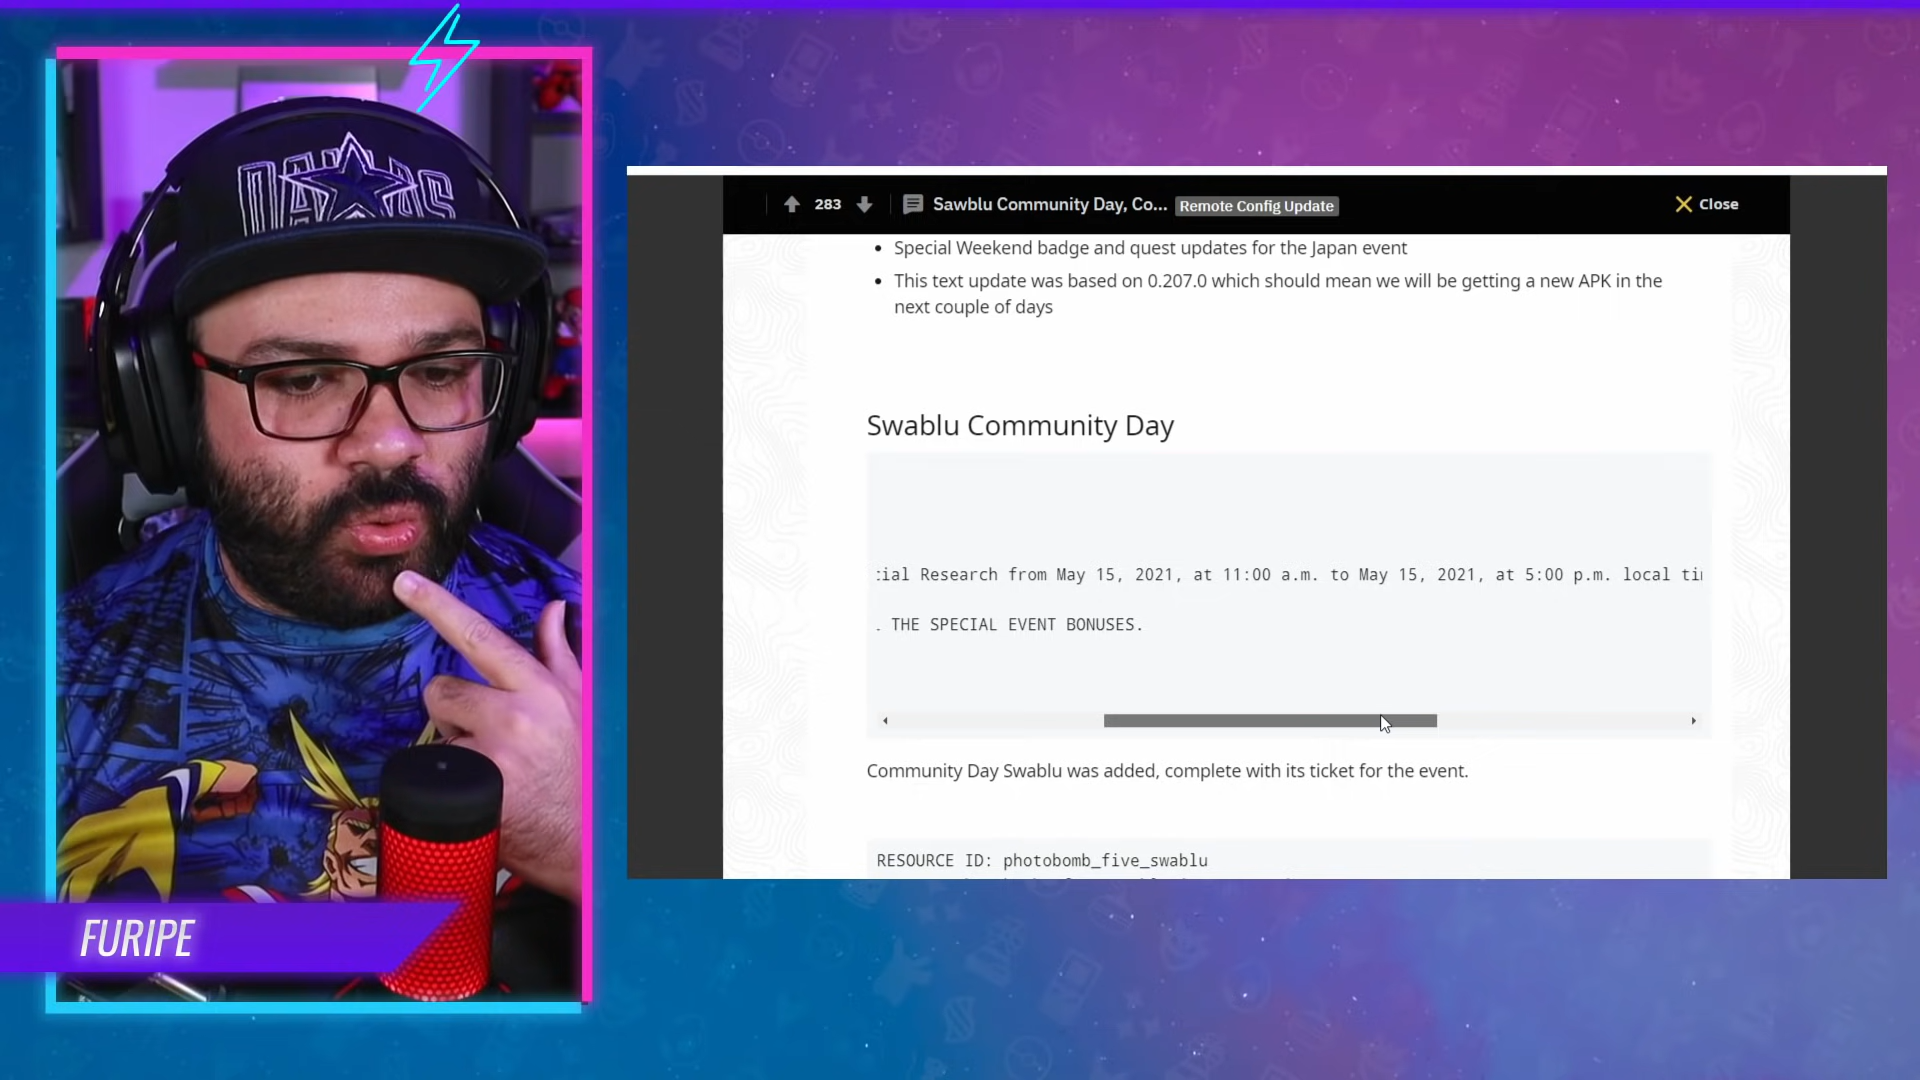 DALLAS
FURIPE
283
Sawblu Community Day, Co...
Remote Config Update
Close
• Special Weekend badge and quest updates for the Japan event
• This text update was based on 0.207.0 which should mean we will be getting a new APK in the
next couple of days
Swablu Community Day
:ial Research from May 15, 2021, at 11:00 a.m. to May 15, 2021, at 5:00 p.m. local
. THE SPECIAL EVENT BONUSES.
Community Day Swablu was added, complete with its ticket for the event.
RESOURCE ID: photobomb_five_swablu